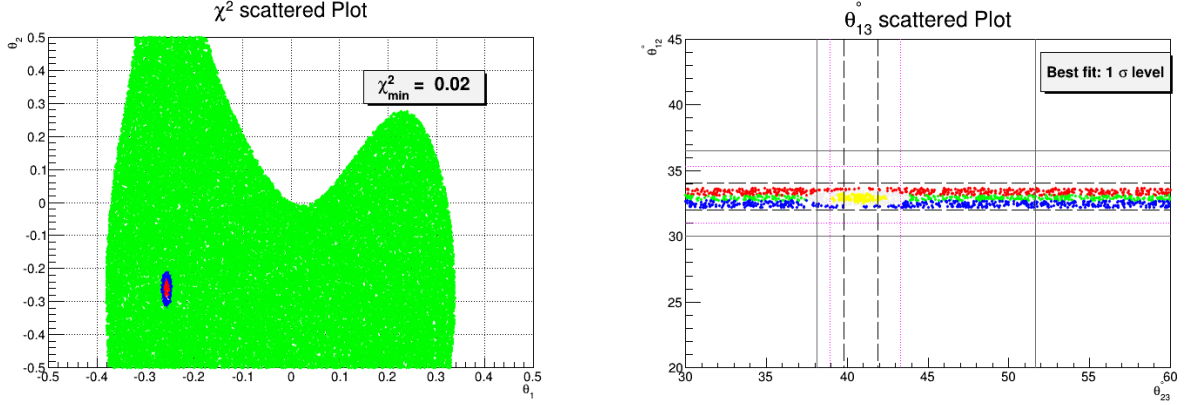 χ² scattered Plot
θ₂
0.5
0.4
0.3
0.2
0.1
0
-0.1
-0.2
-0.3
-0.4
-0.5
χ²min = 0.02
-0.5 -0.4 -0.3 -0.2 -0.1 0 0.1 0.2 0.3 0.4 0.5
θ₁
θ°₁₃ scattered Plot
θ°₁₂
45
40
35
30
25
20
Best fit: 1 σ level
30 35 40 45 50 55 60
θ°₂₃